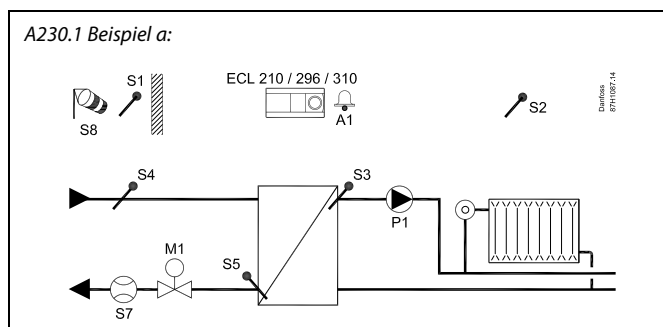 A230.1 Beispiel a:
S8
S1
ECL 210 / 296 / 310
A1
S2
Danfoss
87H1087.14
S4
S3
P1
M1
S5
S7